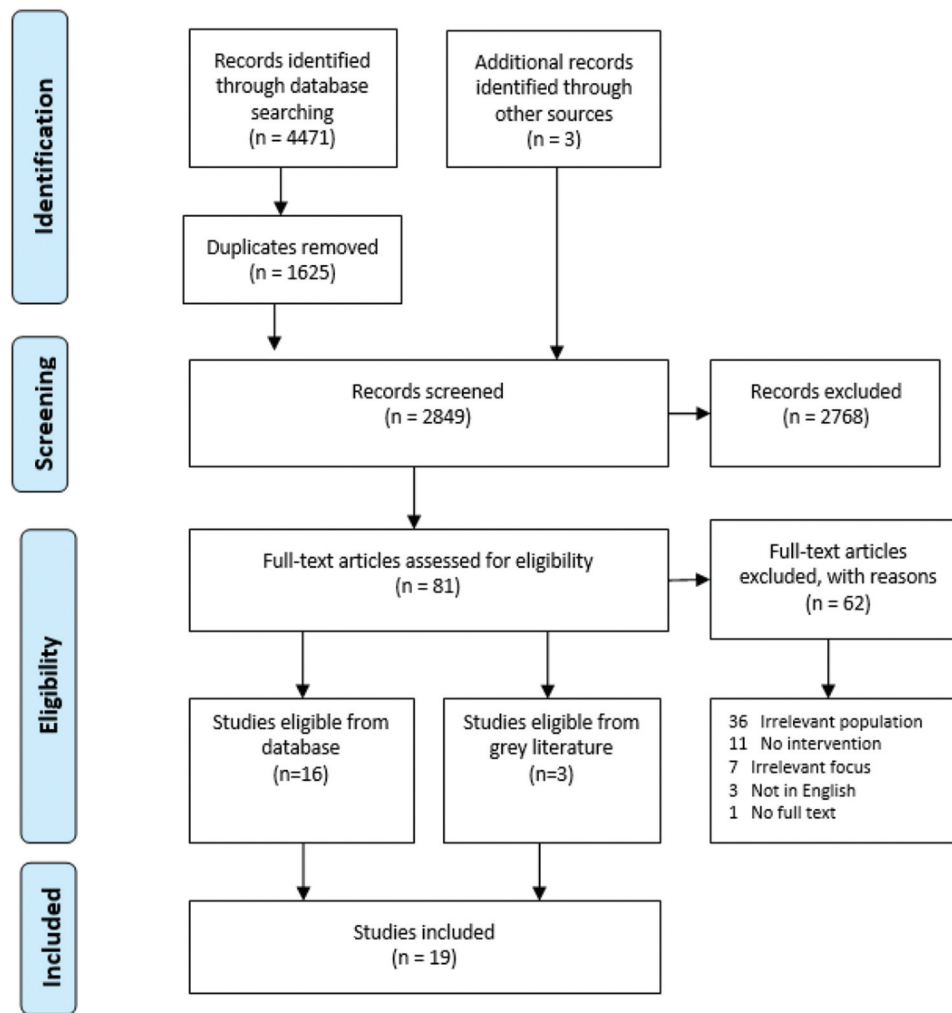 Identification
Records identified
through database
searching
(n = 4471)
Additional records
identified through
other sources
(n = 3)
Duplicates removed
(n = 1625)
Screening
Records screened
(n = 2849)
Records excluded
(n = 2768)
Eligibility
Full-text articles assessed for eligibility
(n = 81)
Full-text articles
excluded, with reasons
(n = 62)
Studies eligible from
database
(n=16)
Studies eligible from
grey literature
(n=3)
36 Irrelevant population
11 No intervention
7 Irrelevant focus
3 Not in English
1 No full text
Included
Studies included
(n = 19)